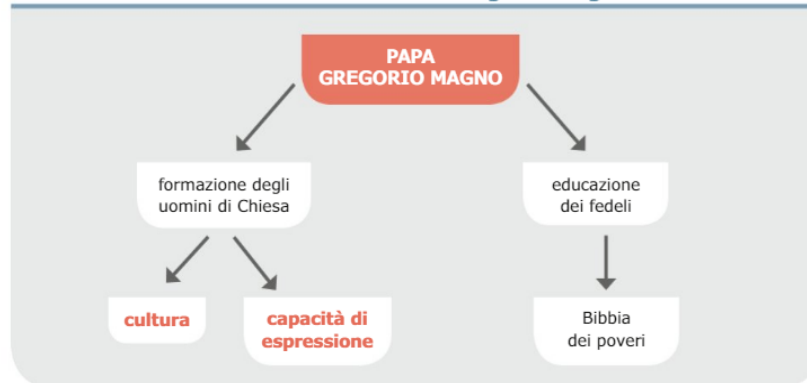 PAPA
GREGORIO MAGNO
formazione degli
uomini di Chiesa
educazione
dei fedeli
cultura
capacità di
espressione
Bibbia
dei poveri